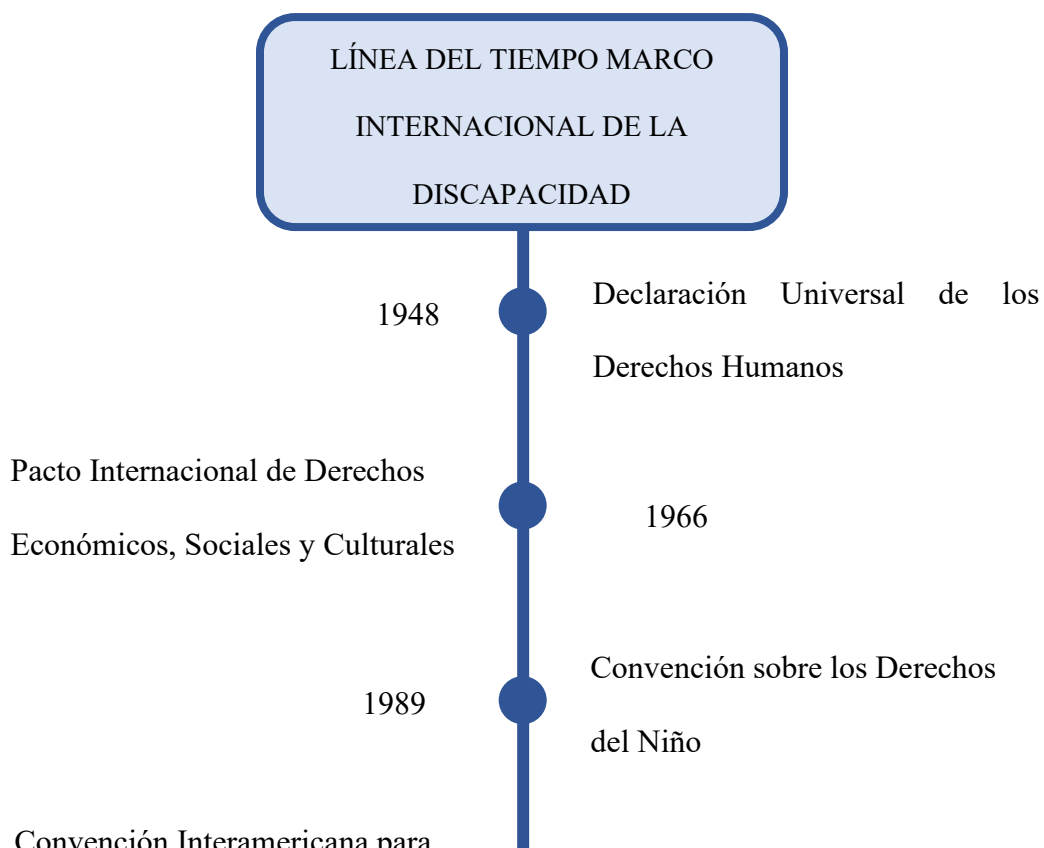 LÍNEA DEL TIEMPO MARCO
INTERNACIONAL DE LA
DISCAPACIDAD
1948
Declaración Universal de los
Derechos Humanos
Pacto Internacional de Derechos
Económicos, Sociales y Culturales
1966
1989
Convención sobre los Derechos
del Niño
Convención Interamericana para